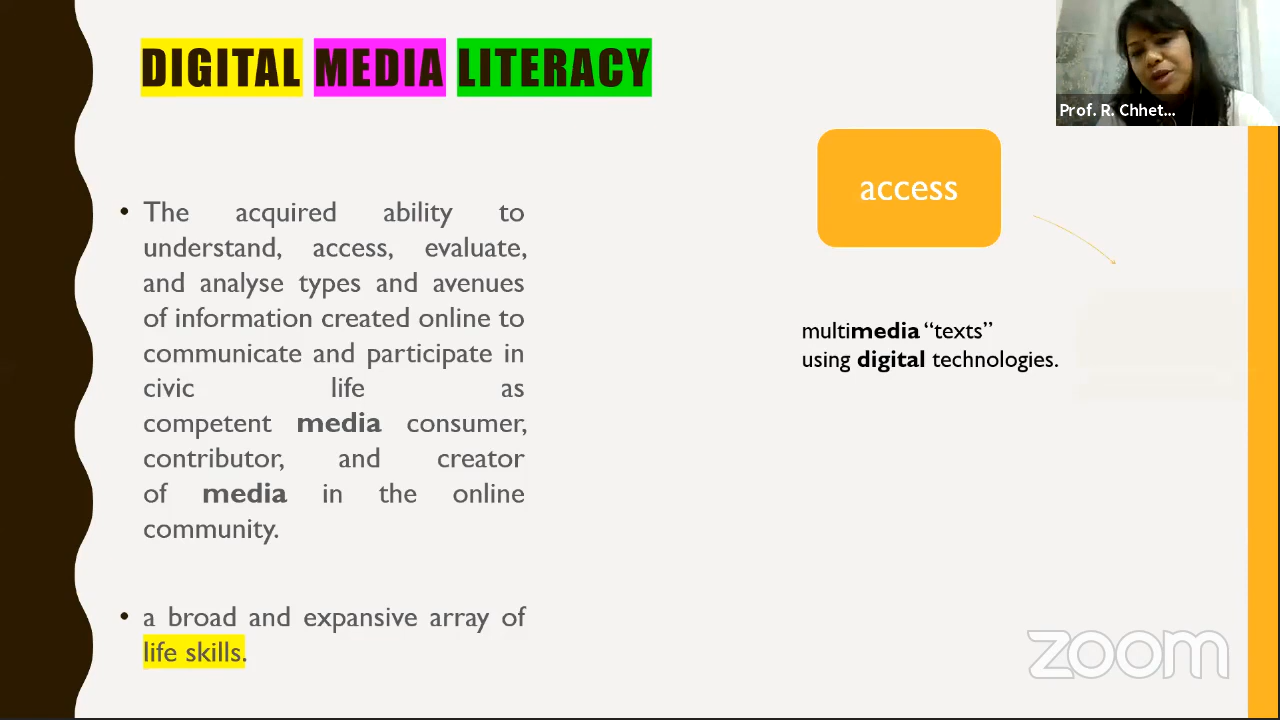 DIGITAL MEDIA LITERACY
Prof. R. Chhet...
access
• The acquired ability to
understand, access, evaluate,
and analyse types and avenues
of information created online to
communicate and participate in
civic life as
competent media consumer,
contributor, and creator
of media in the online
community.
• a broad and expansive array of
life skills.
multimedia “texts”
using digital technologies.
zoom